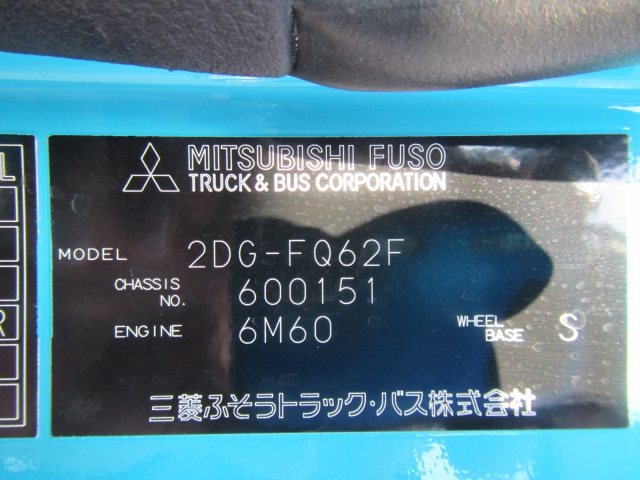 MITSUBISHI FUSO
TRUCK & BUS CORPORATION
MODEL 2DG-FQ62F
CHASSIS NO. 600151
ENGINE 6M60 WHEEL BASE S
三菱ふそうトラック・バス株式会社
L
R